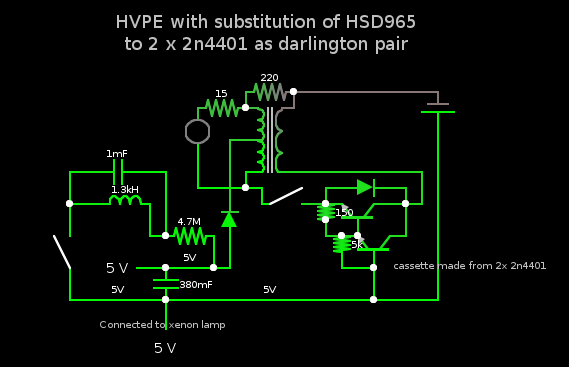 HVPE with substitution of HSD965
to 2 x 2n4401 as darlington pair
220
15
1mF
1.3kH
4.7M
150
5K
5V
5 V
cassette made from 2x 2n4401
380mF
5V
5V
Connected to xenon lamp
5 V